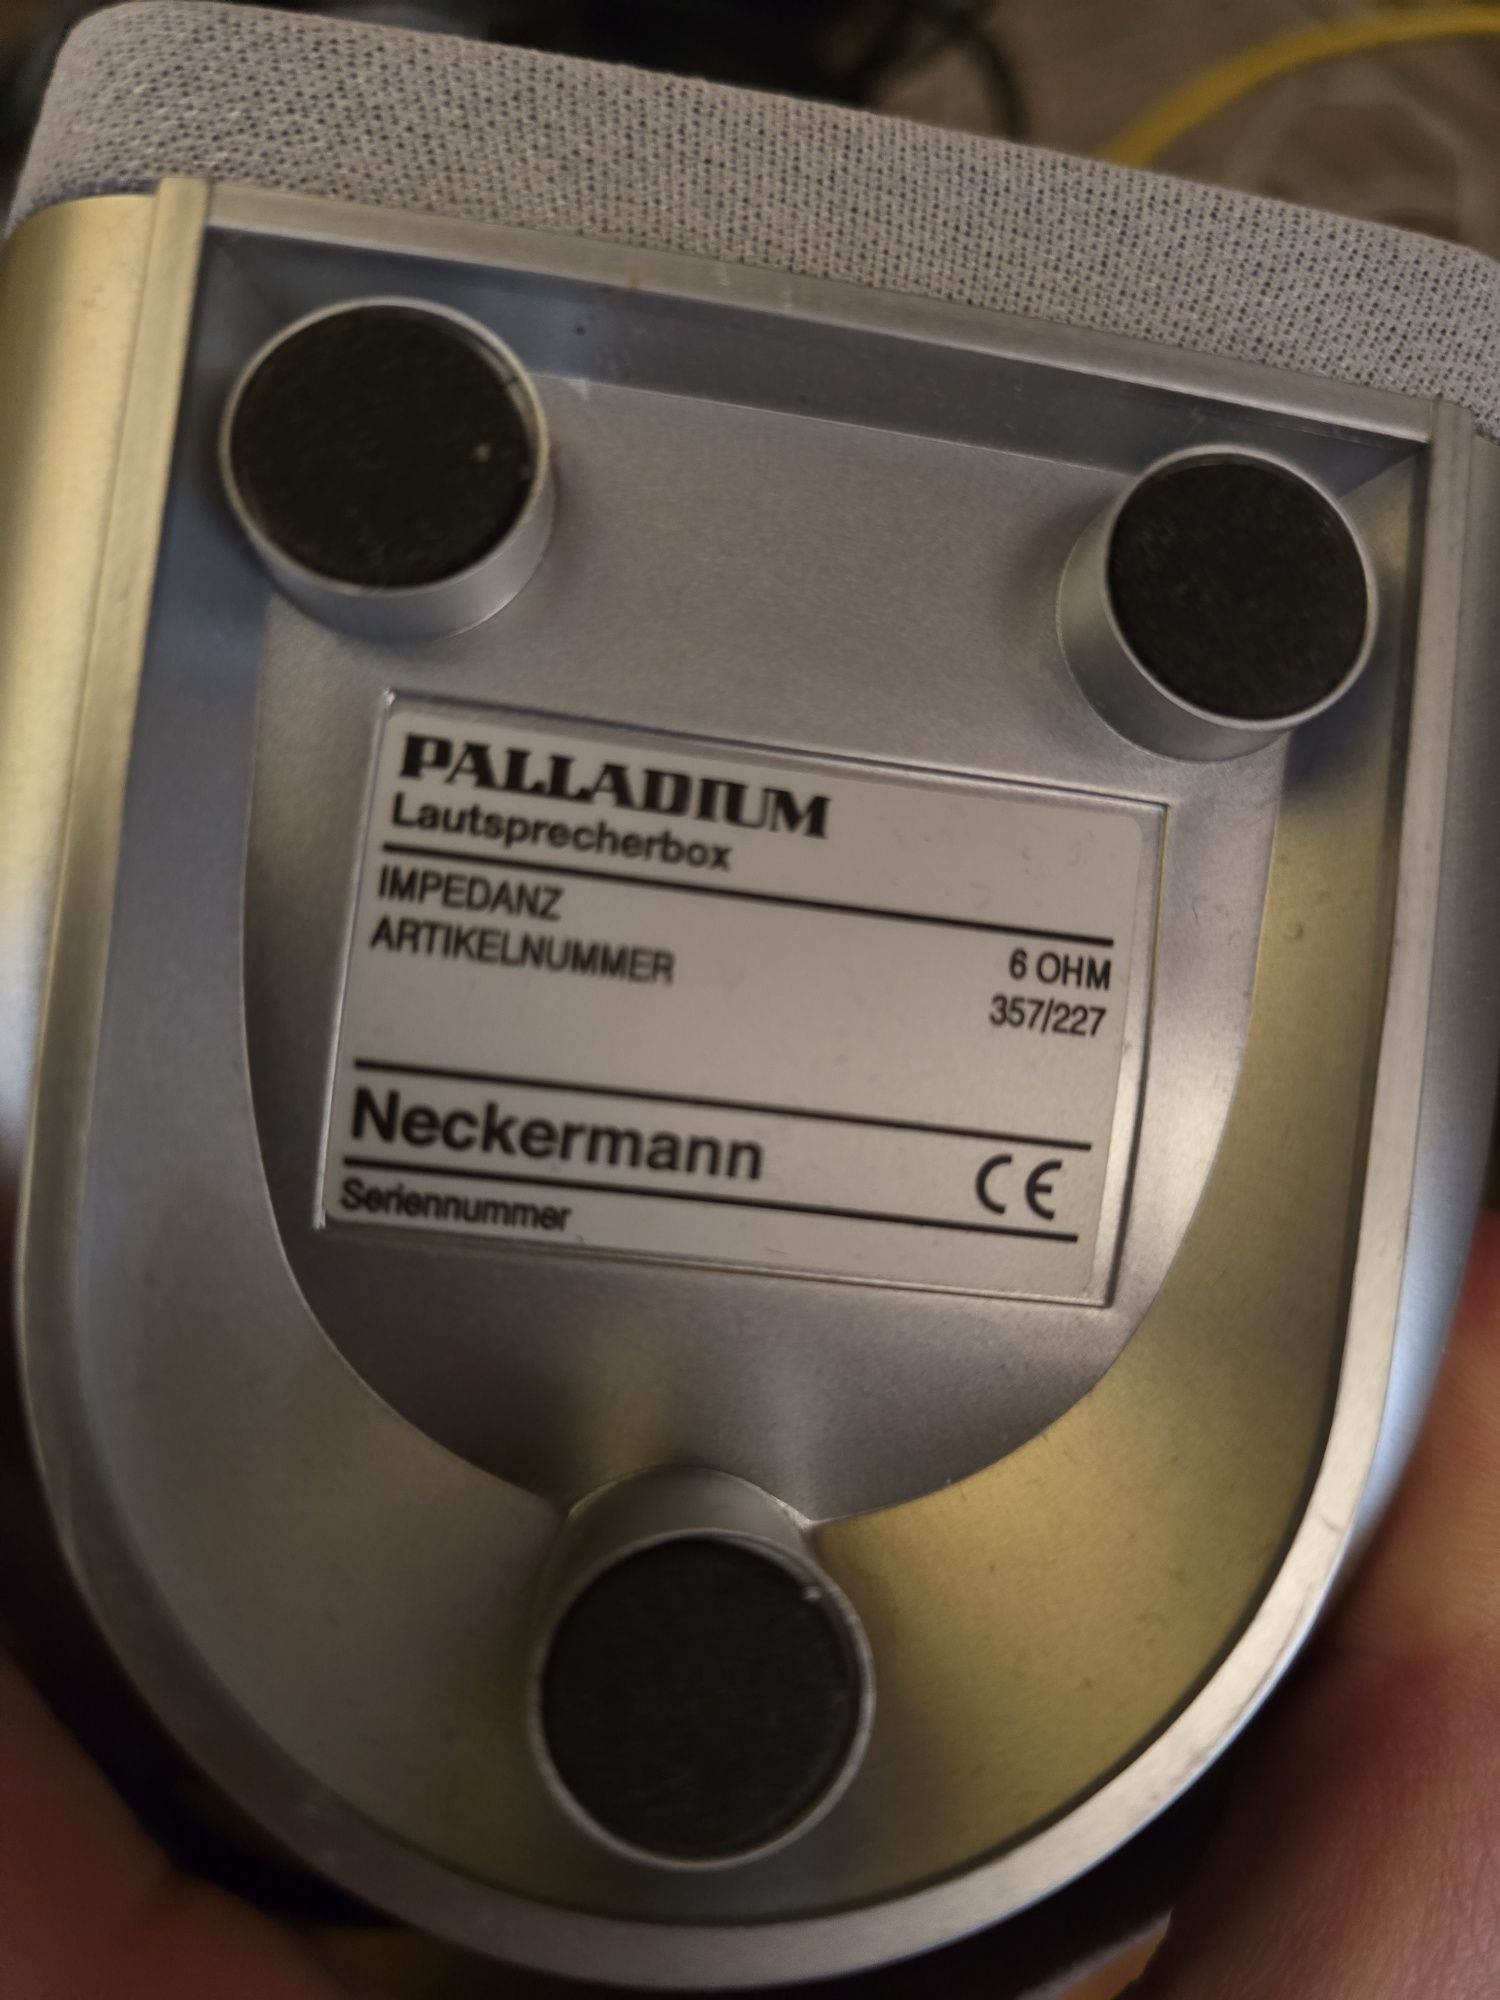 PALLADIUM
Lautsprecherbox
IMPEDANZ 6 OHM
ARTIKELNUMMER 357/227
Neckermann CE
Seriennummer